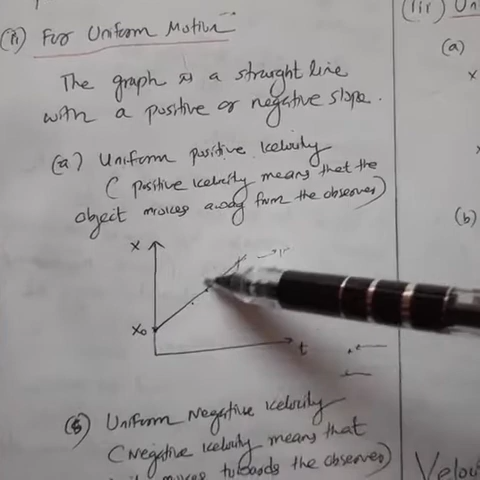 (ii) For Uniform Motion
The graph is a straight line
with a positive or negative slope.
(a) Uniform positive velocity
( positive velocity means that the
object moves away from the observer)
x
x₀
t
Uniform Negative velocity
(Negative velocity means that
moves towards the observer)
(iii)
(a)
x
(b)